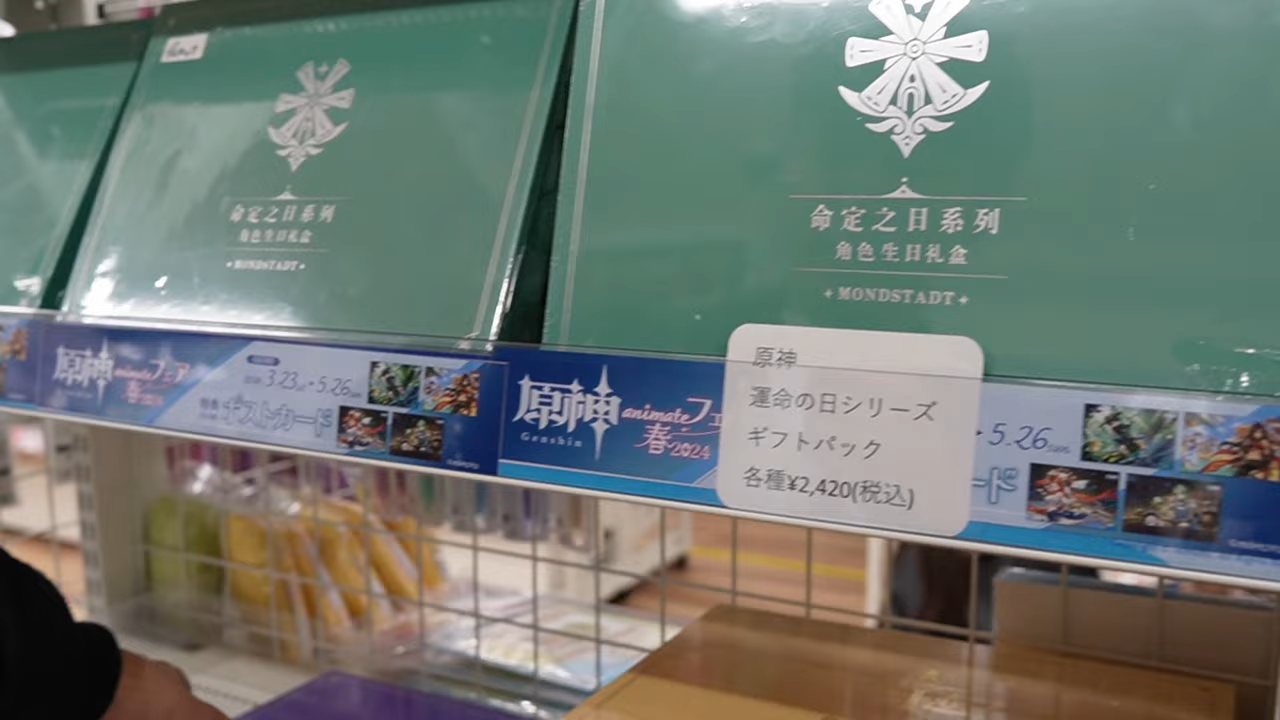 命定之日系列
角色生日礼盒
MONDSTADT
命定之日系列
角色生日礼盒
MONDSTADT
原神
animateフェア
春2024
3.23 5.26
ポストカード
原神
Genshin
animateフェ
春2024
原神
運命の日シリーズ
ギフトパック
各種¥2,420(税込)
5.26
ード